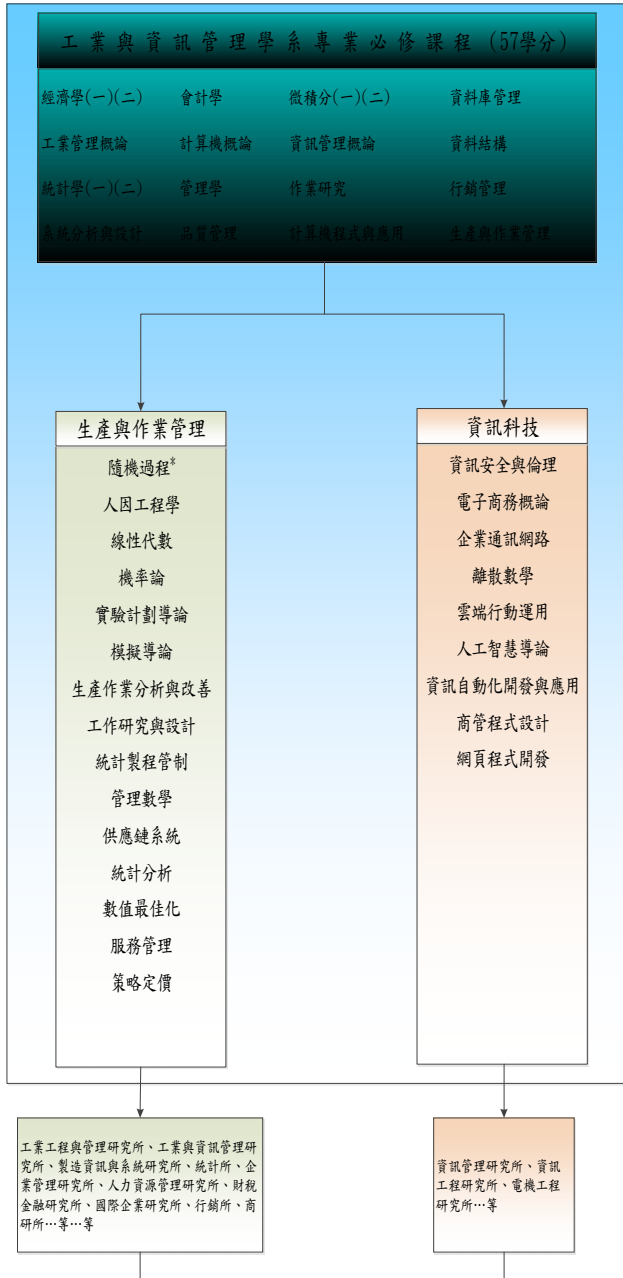 工業與資訊管理學系專業必修課程 (57學分)
經濟學(一)(二) 會計學 微積分(一)(二) 資料庫管理
工業管理概論 計算機概論 資訊管理概論 資料結構
統計學(一)(二) 管理學 作業研究 行銷管理
系統分析與設計 品質管理 計算機程式與應用 生產與作業管理
生產與作業管理
隨機過程*
人因工程學
線性代數
機率論
實驗計劃導論
模擬導論
生產作業分析與改善
工作研究與設計
統計製程管制
管理數學
供應鏈系統
統計分析
數值最佳化
服務管理
策略定價
資訊科技
資訊安全與倫理
電子商務概論
企業通訊網路
離散數學
雲端行動運用
人工智慧導論
資訊自動化開發與應用
商管程式設計
網頁程式開發
工業工程與管理研究所、工業與資訊管理研
究所、製造資訊與系統研究所、統計所、企
業管理研究所、人力資源管理研究所、財稅
金融研究所、國際企業研究所、行銷所、商
研所…等…等
資訊管理研究所、資訊
工程研究所、電機工程
研究所…等